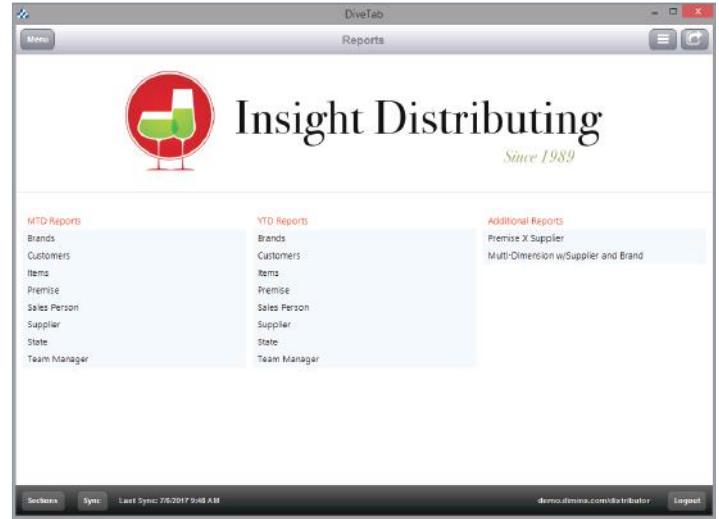 DiveTab
Menu
Reports
Insight Distributing
Since 1989
MTD Reports
Brands
Customers
Items
Premise
Sales Person
Supplier
State
Team Manager
YTD Reports
Brands
Customers
Items
Premise
Sales Person
Supplier
State
Team Manager
Additional Reports
Premise X Supplier
Multi-Dimension w/Supplier and Brand
Sections
Sync
Last Sync: 7/6/2017 9:46 AM
demo.dimins.com/distributor
Logout